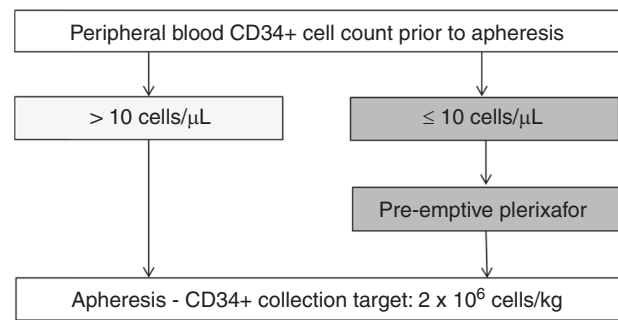 Peripheral blood CD34+ cell count prior to apheresis
> 10 cells/μL
≤ 10 cells/μL
Pre-emptive plerixafor
Apheresis - CD34+ collection target: 2 x 10⁶ cells/kg